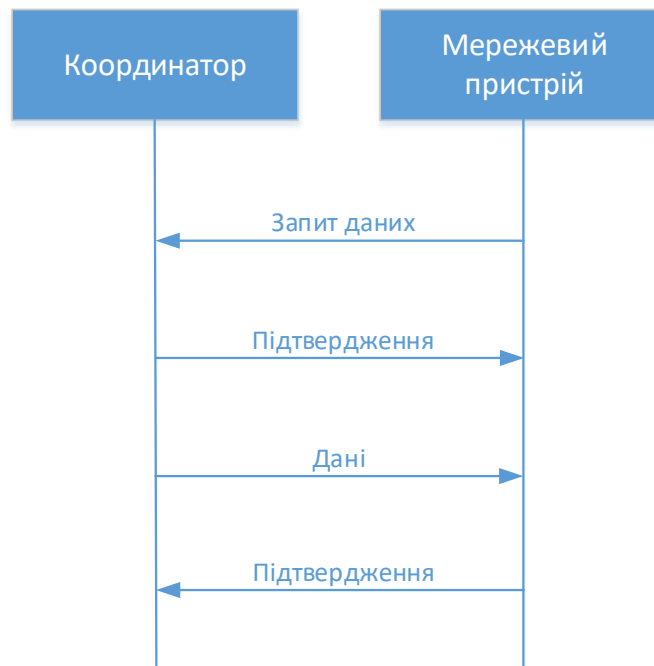 Координатор
Мережевий
пристрій
Запит даних
Підтвердження
Дані
Підтвердження